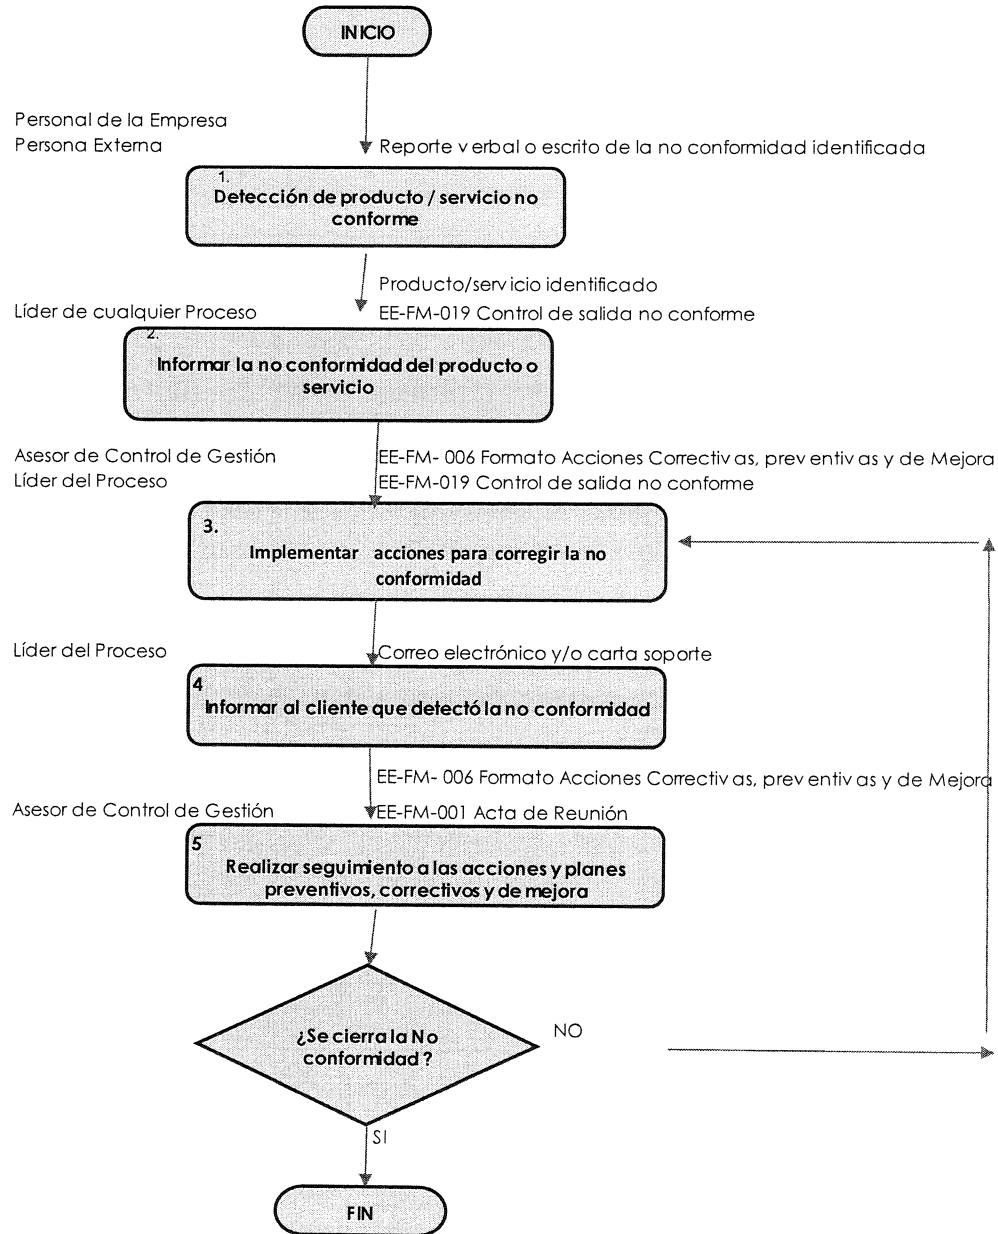 INICIO
Personal de la Empresa
Persona Externa
Reporte verbal o escrito de la no conformidad identificada
1.
Detección de producto / servicio no
conforme
Producto/servicio identificado
Líder de cualquier Proceso
EE-FM-019 Control de salida no conforme
2.
Informar la no conformidad del producto o
servicio
Asesor de Control de Gestión
EE-FM- 006 Formato Acciones Correctivas, preventivas y de Mejora
Líder del Proceso
EE-FM-019 Control de salida no conforme
3.
Implementar acciones para corregir la no
conformidad
Líder del Proceso
Correo electrónico y/o carta soporte
4
Informar al cliente que detectó la no conformidad
EE-FM- 006 Formato Acciones Correctivas, preventivas y de Mejora
Asesor de Control de Gestión
EE-FM-001 Acta de Reunión
5
Realizar seguimiento a las acciones y planes
preventivos, correctivos y de mejora
¿Se cierra la No
conformidad ?
NO
SI
FIN